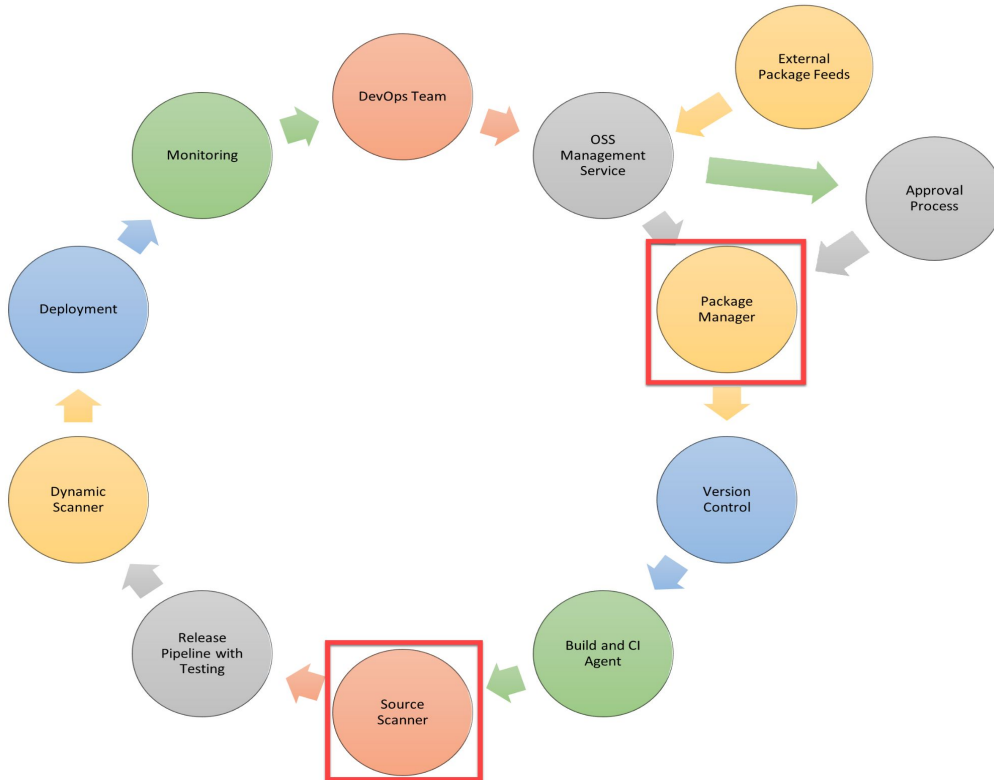 External
Package Feeds
DevOps Team
OSS
Management
Service
Monitoring
Approval
Process
Package
Manager
Deployment
Version
Control
Dynamic
Scanner
Build and CI
Agent
Release
Pipeline with
Testing
Source
Scanner